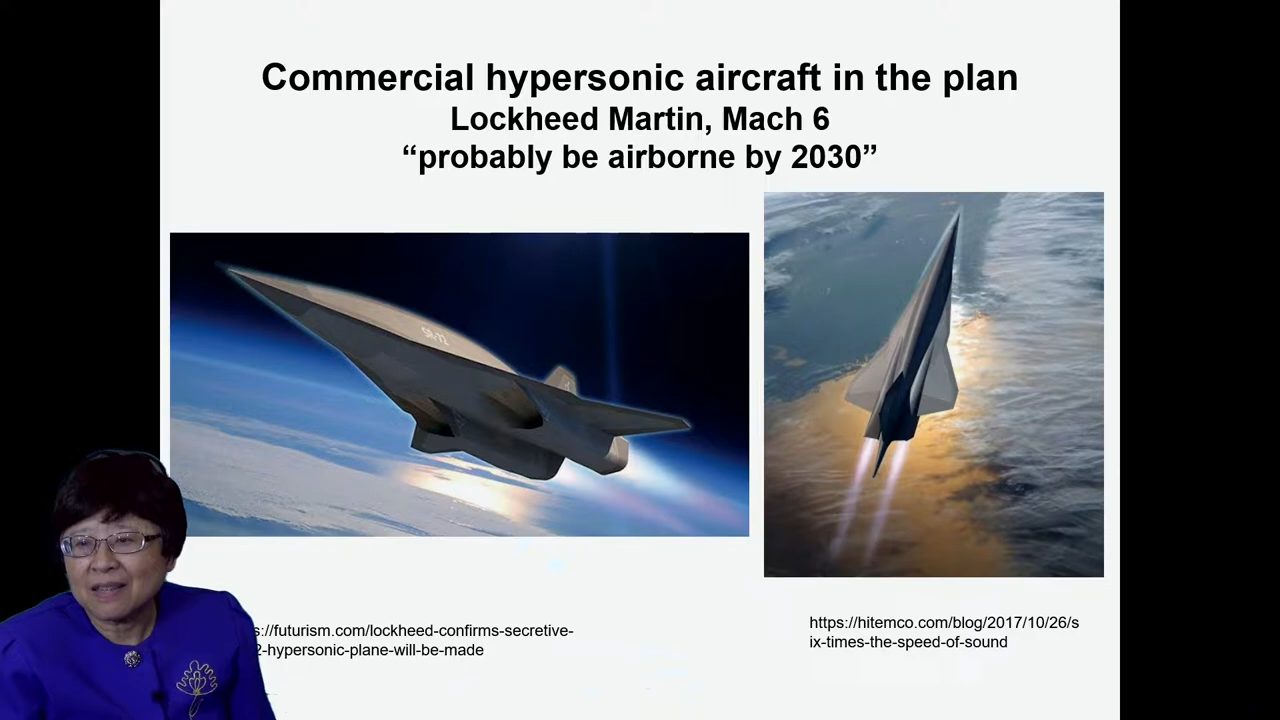 Commercial hypersonic aircraft in the plan
Lockheed Martin, Mach 6
“probably be airborne by 2030”
SR-72
s://futurism.com/lockheed-confirms-secretive-
2-hypersonic-plane-will-be-made
https://hitemco.com/blog/2017/10/26/s
ix-times-the-speed-of-sound